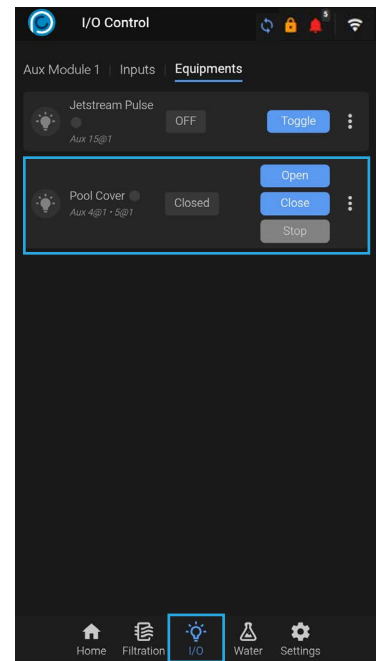 I/O Control
5
Aux Module 1 | Inputs | Equipments
Jetstream Pulse
OFF
Toggle
Aux 15@1
Open
Pool Cover
Closed
Close
Aux 4@1 • 5@1
Stop
Home Filtration I/O Water Settings